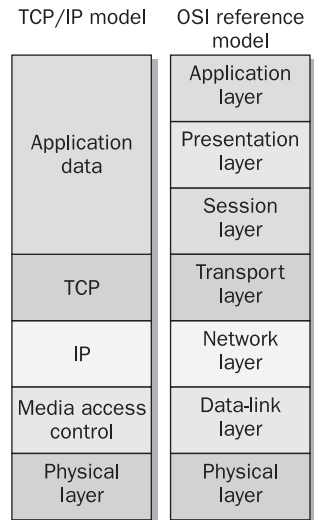 TCP/IP model
Application
data
TCP
IP
Media access
control
Physical
layer
OSI reference
model
Application
layer
Presentation
layer
Session
layer
Transport
layer
Network
layer
Data-link
layer
Physical
layer